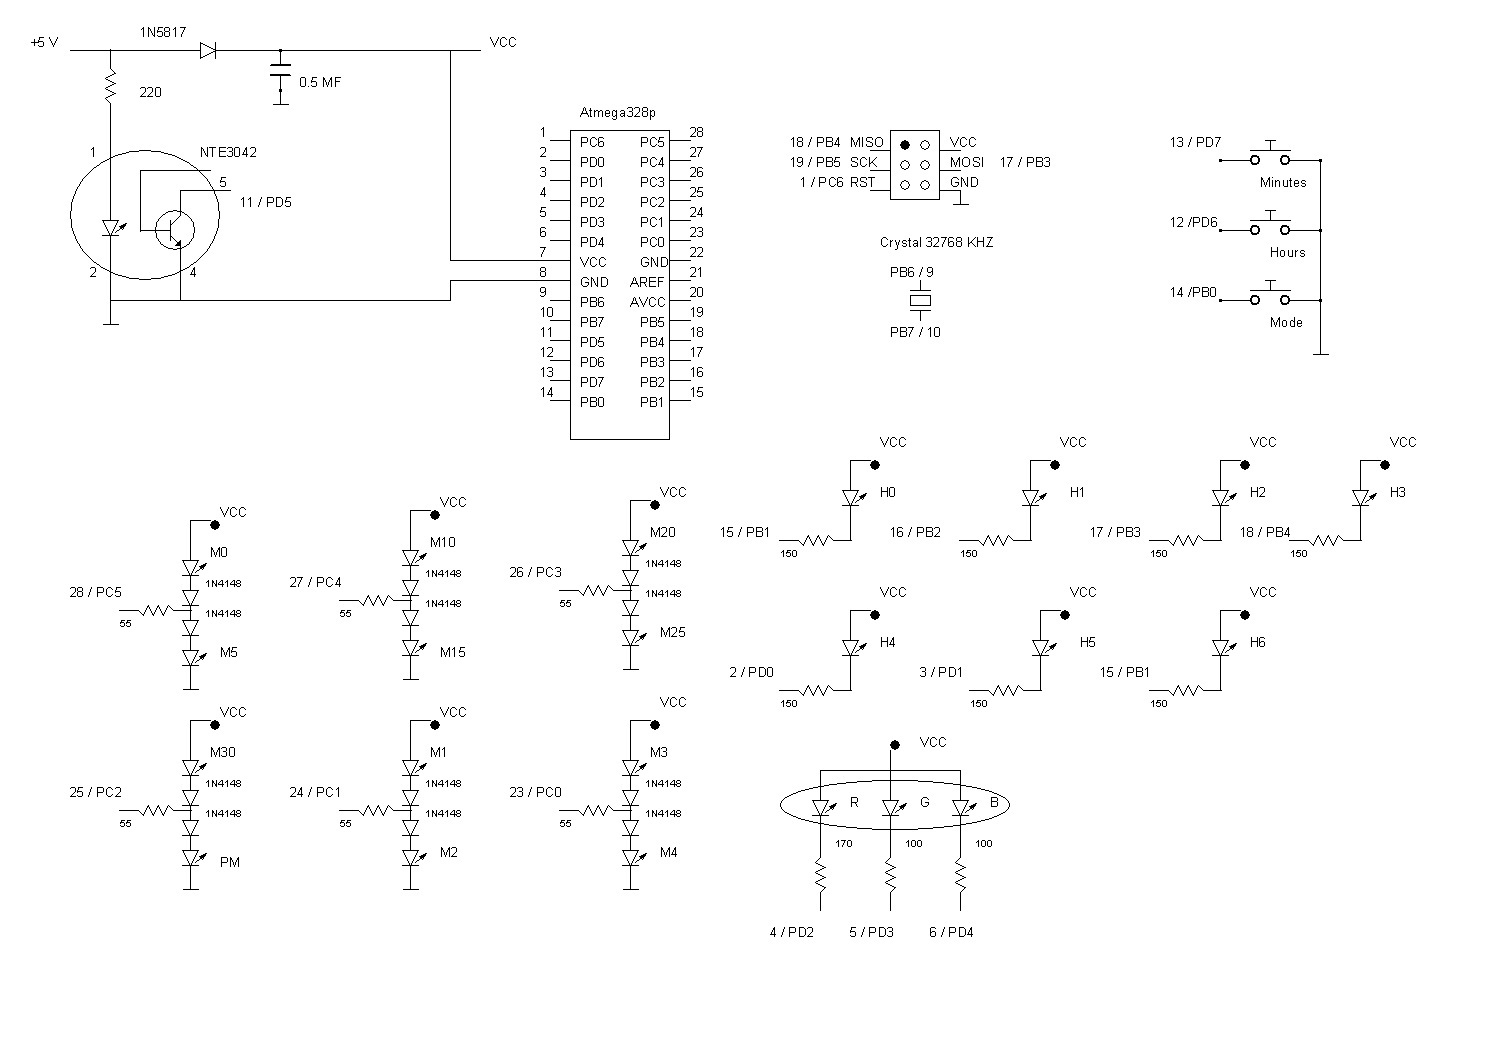 +5 V
1N5817
VCC
0.5 MF
220
NTE3042
1
5
11 / PD5
2
4
Atmega328p
1 PC6 PC5 28
2 PD0 PC4 27
3 PD1 PC3 26
4 PD2 PC2 25
5 PD3 PC1 24
6 PD4 PC0 23
7 VCC GND 22
8 GND AREF 21
9 PB6 AVCC 20
10 PB7 PB5 19
11 PD5 PB4 18
12 PD6 PB3 17
13 PD7 PB2 16
14 PB0 PB1 15
18 / PB4 MISO VCC
19 / PB5 SCK MOSI 17 / PB3
1 / PC6 RST GND
Crystal 32768 KHZ
PB6 / 9
PB7 / 10
13 / PD7
Minutes
12 /PD6
Hours
14 /PB0
Mode
VCC
M0
1N4148
28 / PC5
1N4148
55
M5
VCC
M10
1N4148
27 / PC4
1N4148
55
M15
VCC
M20
1N4148
26 / PC3
1N4148
55
M25
VCC
H0
15 / PB1
150
VCC
H1
16 / PB2
150
VCC
H2
17 / PB3
150
VCC
H3
18 / PB4
150
VCC
H4
2 / PD0
150
VCC
H5
3 / PD1
150
VCC
H6
15 / PB1
150
VCC
M30
1N4148
25 / PC2
1N4148
55
PM
VCC
M1
1N4148
24 / PC1
1N4148
55
M2
VCC
M3
1N4148
23 / PC0
1N4148
55
M4
VCC
R G B
170 100 100
4 / PD2 5 / PD3 6 / PD4